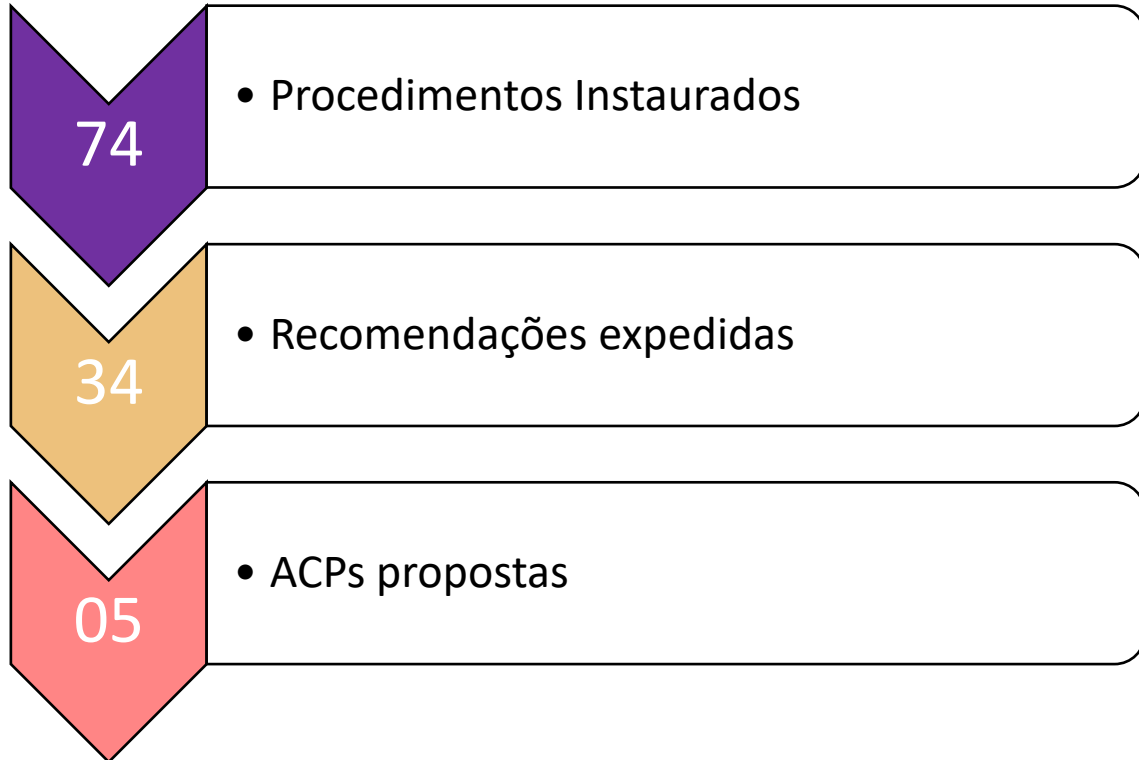 74
• Procedimentos Instaurados
34
• Recomendações expedidas
05
• ACPs propostas